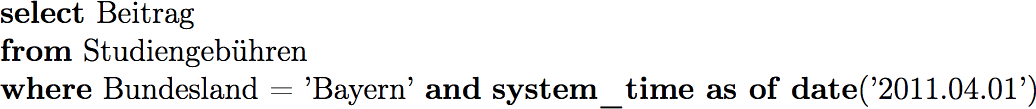 select Beitrag
from Studiengebühren
where Bundesland = 'Bayern' and system_time as of date('2011.04.01')